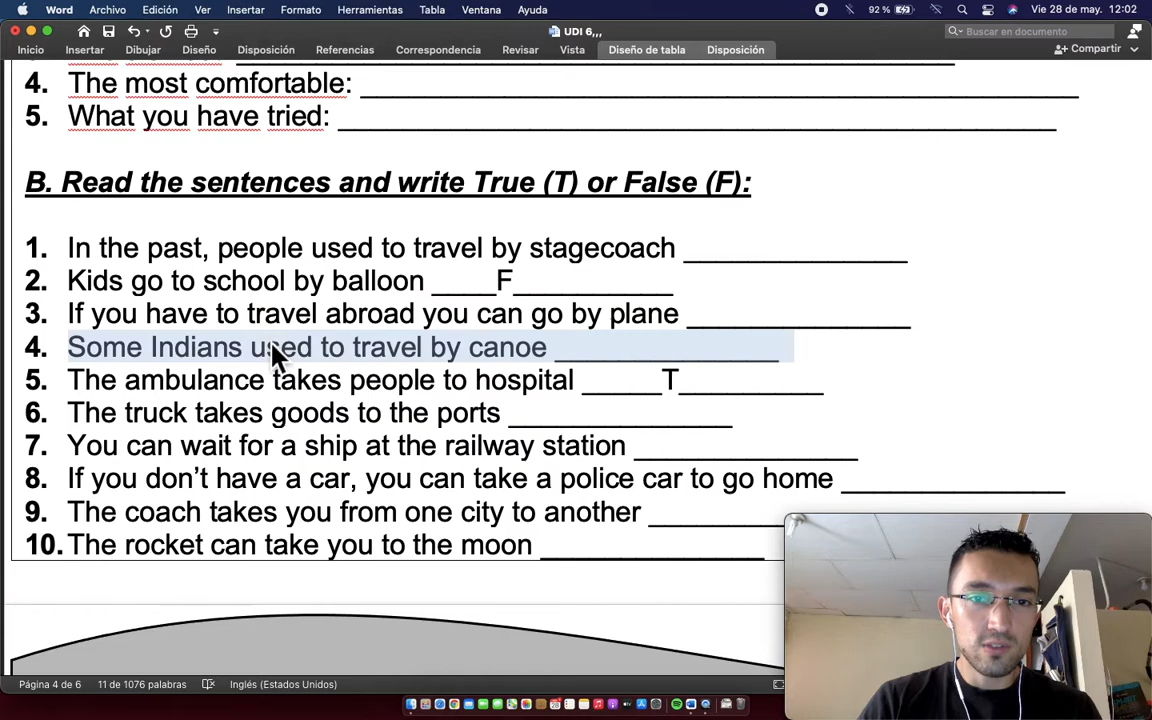 Word Archivo Edición Ver Insertar Formato Herramientas Tabla Ventana Ayuda 92 % Vie 28 de may. 12:02
UDI 6,,, Buscar en documento
Inicio Insertar Dibujar Diseño Disposición Referencias Correspondencia Revisar Vista Diseño de tabla Disposición Compartir
4. The most comfortable: ______________________________
5. What you have tried: ______________________________
B. Read the sentences and write True (T) or False (F):
1. In the past, people used to travel by stagecoach ______________
2. Kids go to school by balloon ____F__________
3. If you have to travel abroad you can go by plane ______________
4. Some Indians used to travel by canoe ______________
5. The ambulance takes people to hospital _____T_________
6. The truck takes goods to the ports ______________
7. You can wait for a ship at the railway station ______________
8. If you don't have a car, you can take a police car to go home ______________
9. The coach takes you from one city to another ________
10. The rocket can take you to the moon ______________
Página 4 de 6 11 de 1076 palabras Inglés (Estados Unidos)